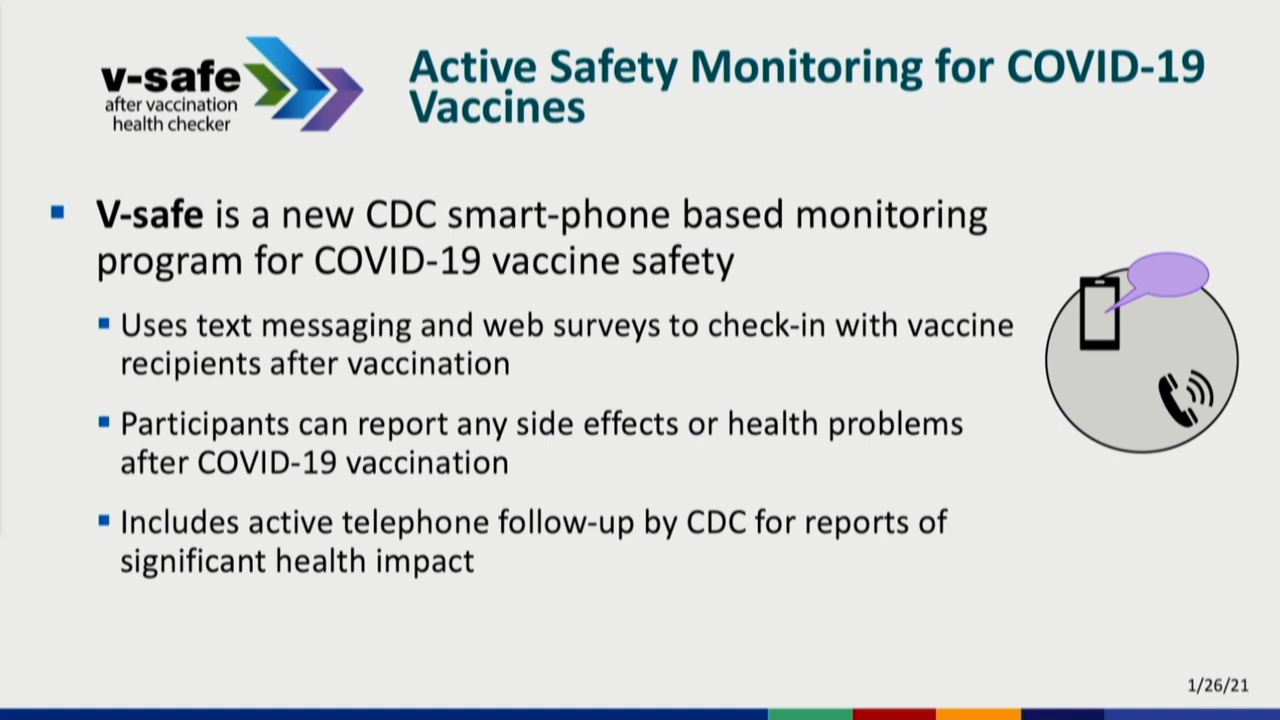 v-safe
after vaccination
health checker
Active Safety Monitoring for COVID-19
Vaccines
V-safe is a new CDC smart-phone based monitoring
program for COVID-19 vaccine safety
Uses text messaging and web surveys to check-in with vaccine
recipients after vaccination
Participants can report any side effects or health problems
after COVID-19 vaccination
Includes active telephone follow-up by CDC for reports of
significant health impact
1/26/21